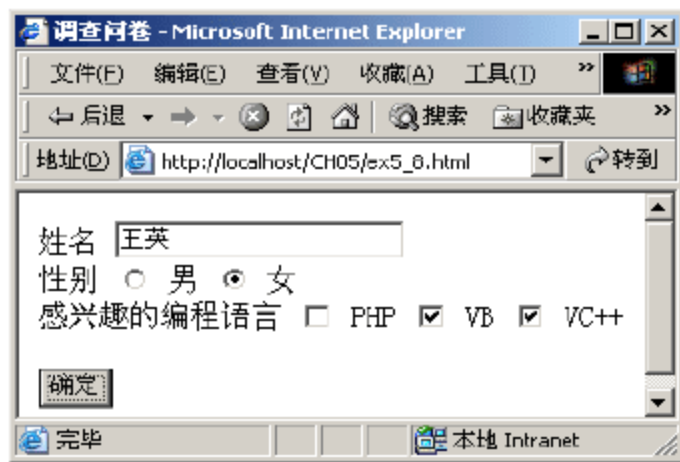 调查问卷 - Microsoft Internet Explorer
文件(F) 编辑(E) 查看(V) 收藏(A) 工具(T) »
后退 搜索 收藏夹 »
地址(D) http://localhost/CH05/ex5_8.html 转到
姓名 王英
性别 男 女
感兴趣的编程语言 PHP VB VC++
确定
完毕 本地 Intranet